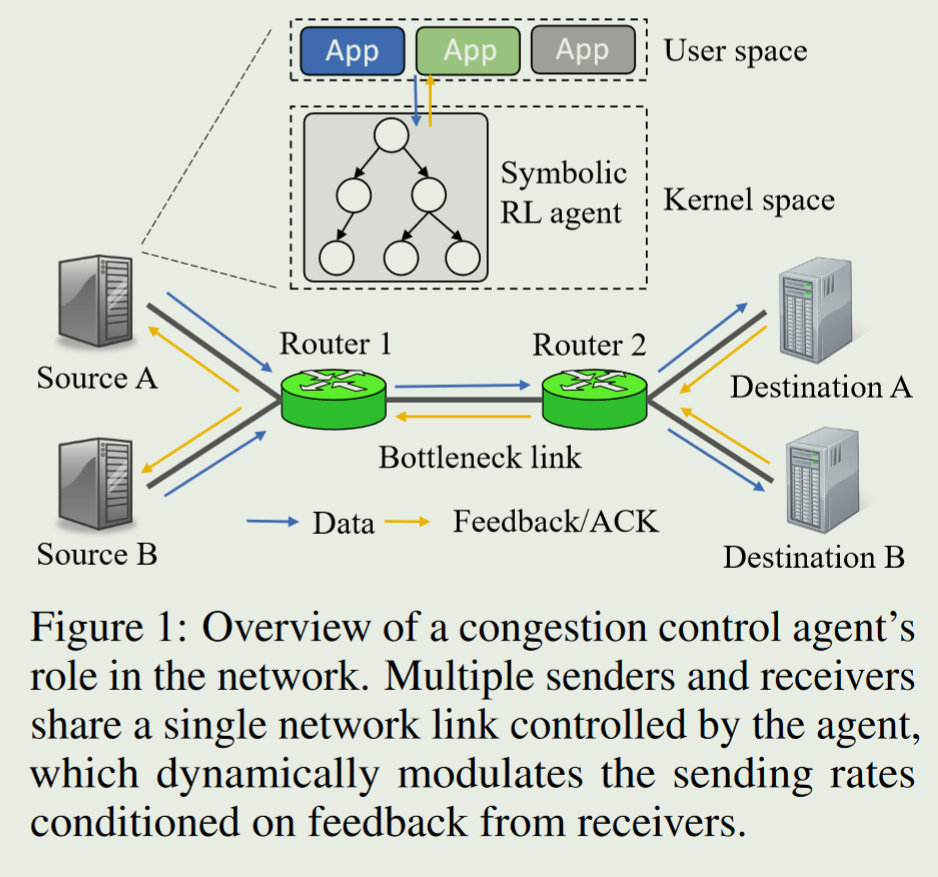 App App App User space
Symbolic
RL agent
Kernel space
Router 1 Router 2
Source A Destination A
Bottleneck link
Data Feedback/ACK
Source B Destination B
Figure 1: Overview of a congestion control agent's
role in the network. Multiple senders and receivers
share a single network link controlled by the agent,
which dynamically modulates the sending rates
conditioned on feedback from receivers.